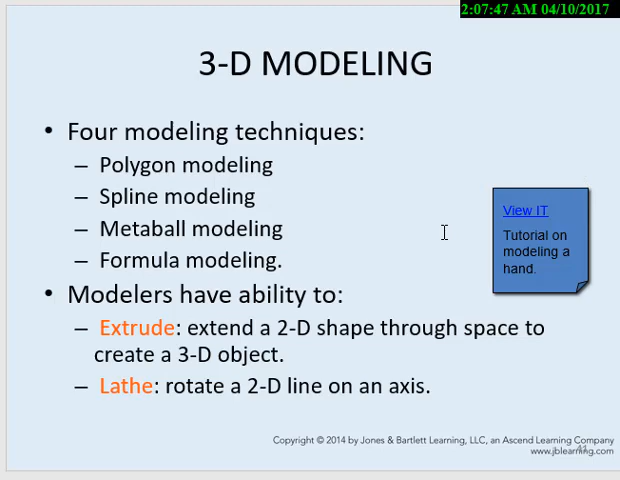 2:07:47 AM 04/10/2017
3-D MODELING
• Four modeling techniques:
– Polygon modeling
– Spline modeling
– Metaball modeling
– Formula modeling.
View IT
Tutorial on
modeling a
hand.
• Modelers have ability to:
– Extrude: extend a 2-D shape through space to
create a 3-D object.
– Lathe: rotate a 2-D line on an axis.
Copyright © 2014 by Jones & Bartlett Learning, LLC, an Ascend Learning Company
www.jblearning.com